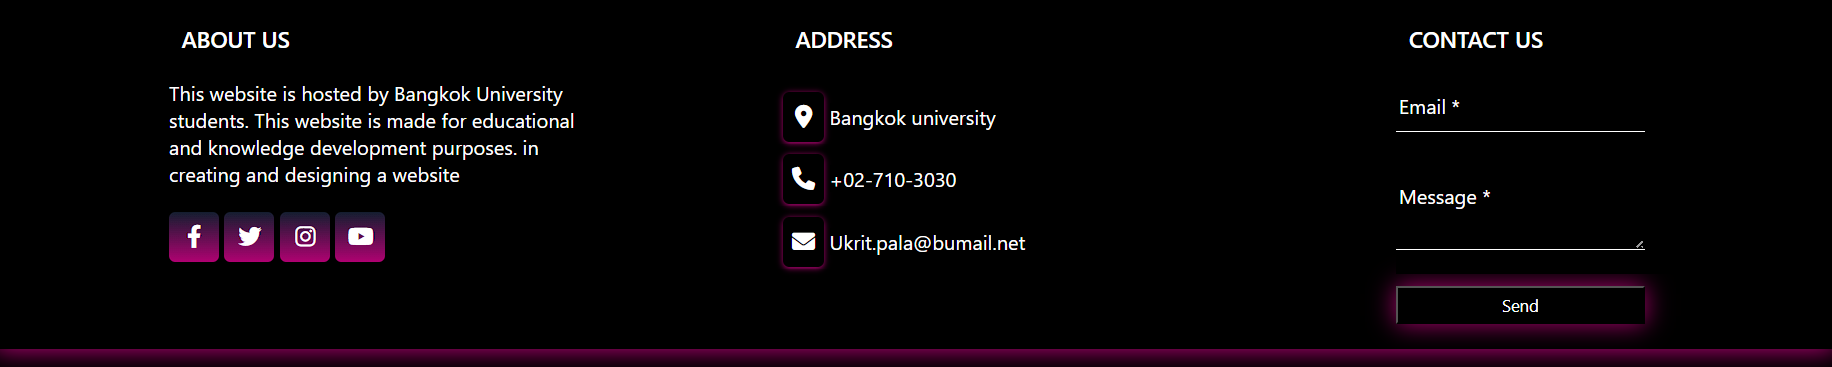 ABOUT US
This website is hosted by Bangkok University
students. This website is made for educational
and knowledge development purposes. in
creating and designing a website
ADDRESS
Bangkok university
+02-710-3030
Ukrit.pala@bumail.net
CONTACT US
Email *
Message *
Send